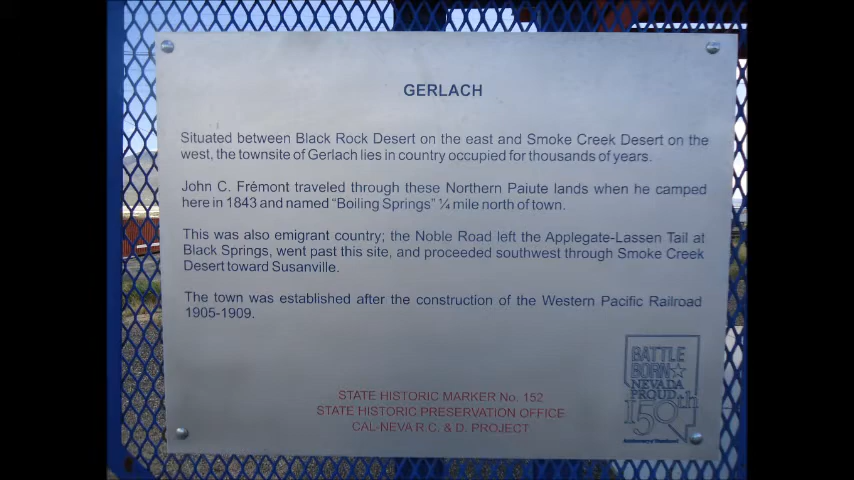 GERLACH
Situated between Black Rock Desert on the east and Smoke Creek Desert on the
west, the townsite of Gerlach lies in country occupied for thousands of years.
John C. Frémont traveled through these Northern Paiute lands when he camped
here in 1843 and named "Boiling Springs" ¼ mile north of town.
This was also emigrant country; the Noble Road left the Applegate-Lassen Tail at
Black Springs, went past this site, and proceeded southwest through Smoke Creek
Desert toward Susanville.
The town was established after the construction of the Western Pacific Railroad
1905-1909.
STATE HISTORIC MARKER No. 152
STATE HISTORIC PRESERVATION OFFICE
CAL-NEVA R.C. & D. PROJECT
BATTLE
BORN
NEVADA
PROUD
150th